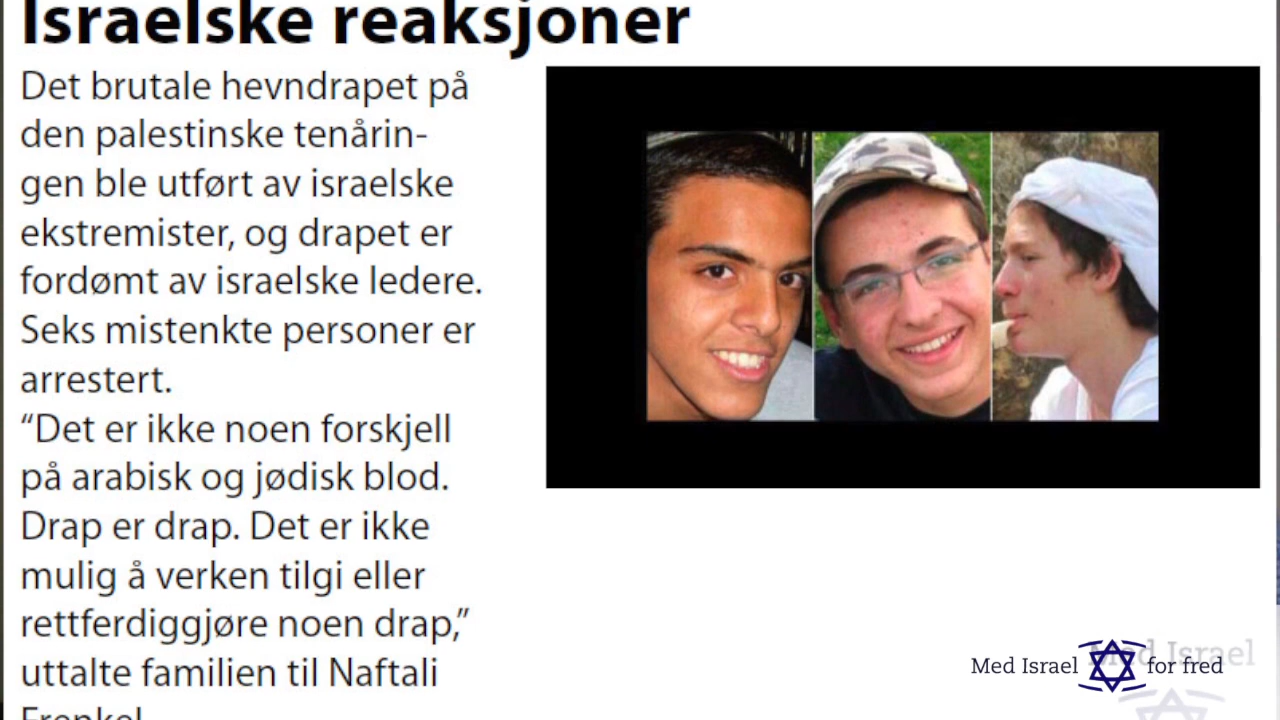 Israelske reaksjoner
Det brutale hevndrapet på
den palestinske tenårin-
gen ble utført av israelske
ekstremister, og drapet er
fordømt av israelske ledere.
Seks mistenkte personer er
arrestert.
“Det er ikke noen forskjell
på arabisk og jødisk blod.
Drap er drap. Det er ikke
mulig å verken tilgi eller
rettferdiggjøre noen drap,”
uttalte familien til Naftali
Frenkel
Med Israel
Med Israel for fred